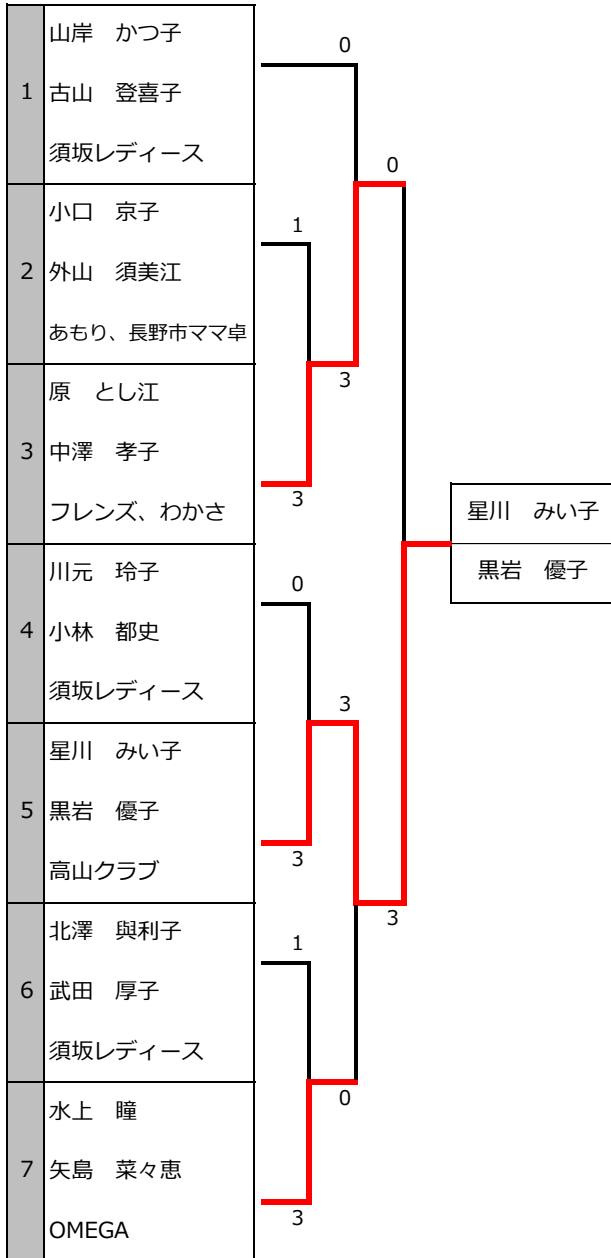 1
山岸　かつ子
古山　登喜子
須坂レディース
2
小口　京子
外山　須美江
あもり、長野市ママ卓
3
原　とし江
中澤　孝子
フレンズ、わかさ
4
川元　玲子
小林　都史
須坂レディース
5
星川　みい子
黒岩　優子
高山クラブ
6
北澤　與利子
武田　厚子
須坂レディース
7
水上　瞳
矢島　菜々恵
OMEGA
0
1
3
0
3
1
3
3
3
0
0
3
星川　みい子
黒岩　優子